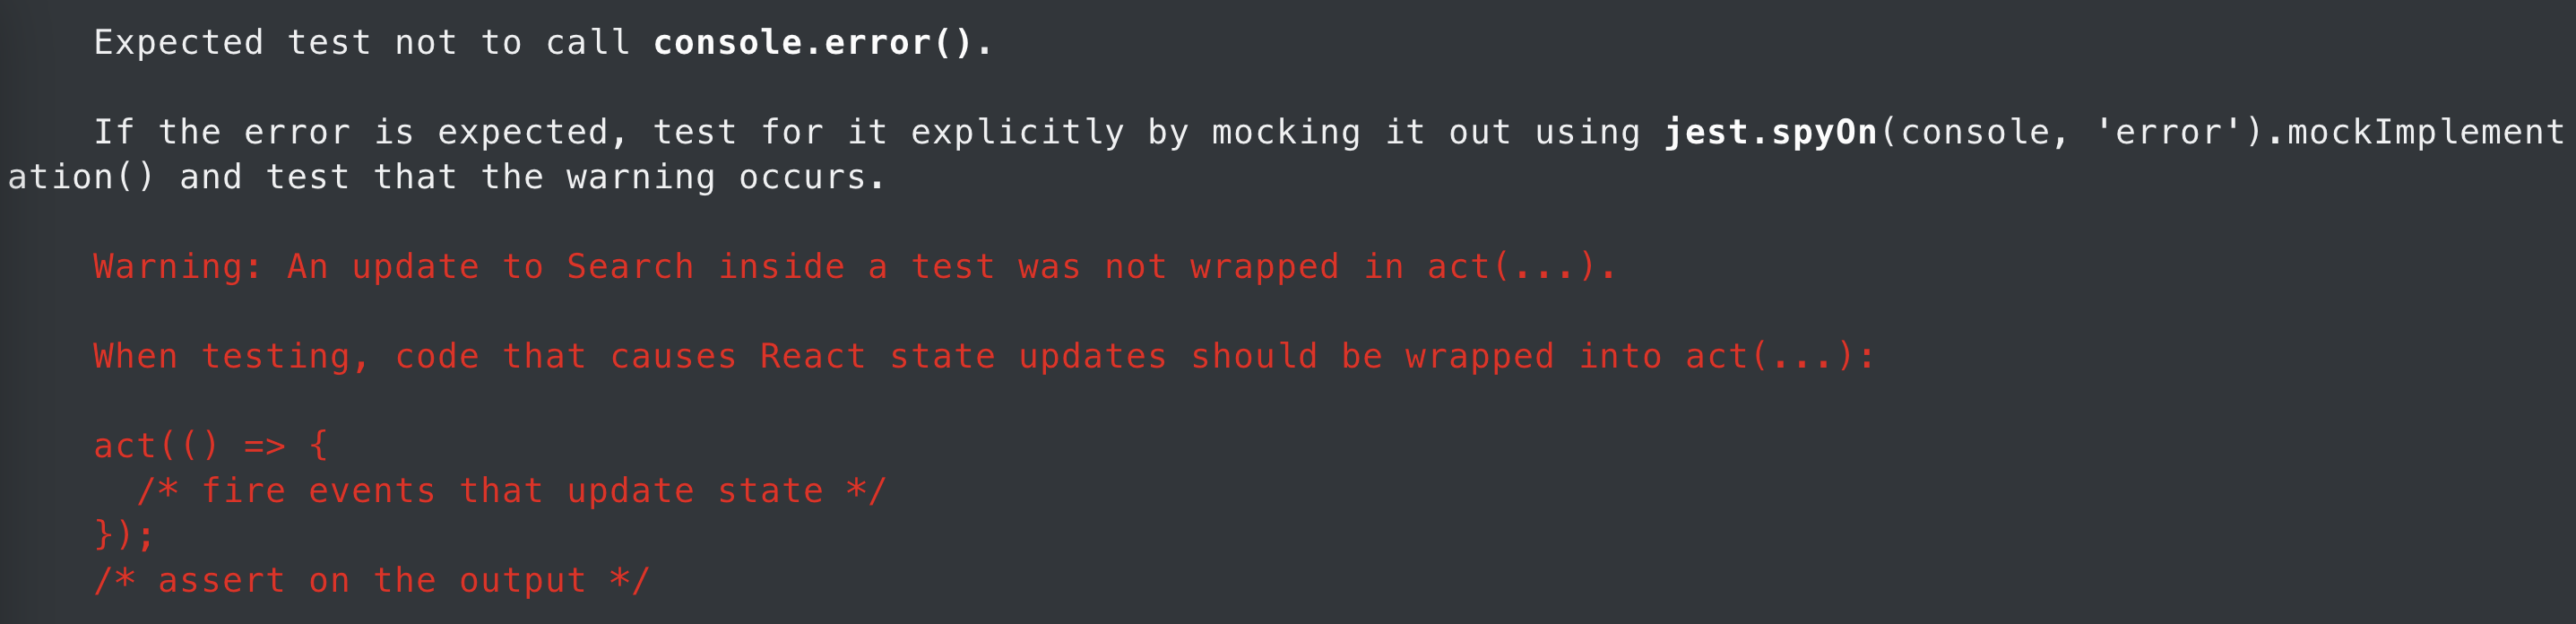 Expected test not to call console.error().
If the error is expected, test for it explicitly by mocking it out using jest.spyOn(console, 'error').mockImplement
ation() and test that the warning occurs.
Warning: An update to Search inside a test was not wrapped in act(...).
When testing, code that causes React state updates should be wrapped into act(...):
act(() => {
/* fire events that update state */
});
/* assert on the output */